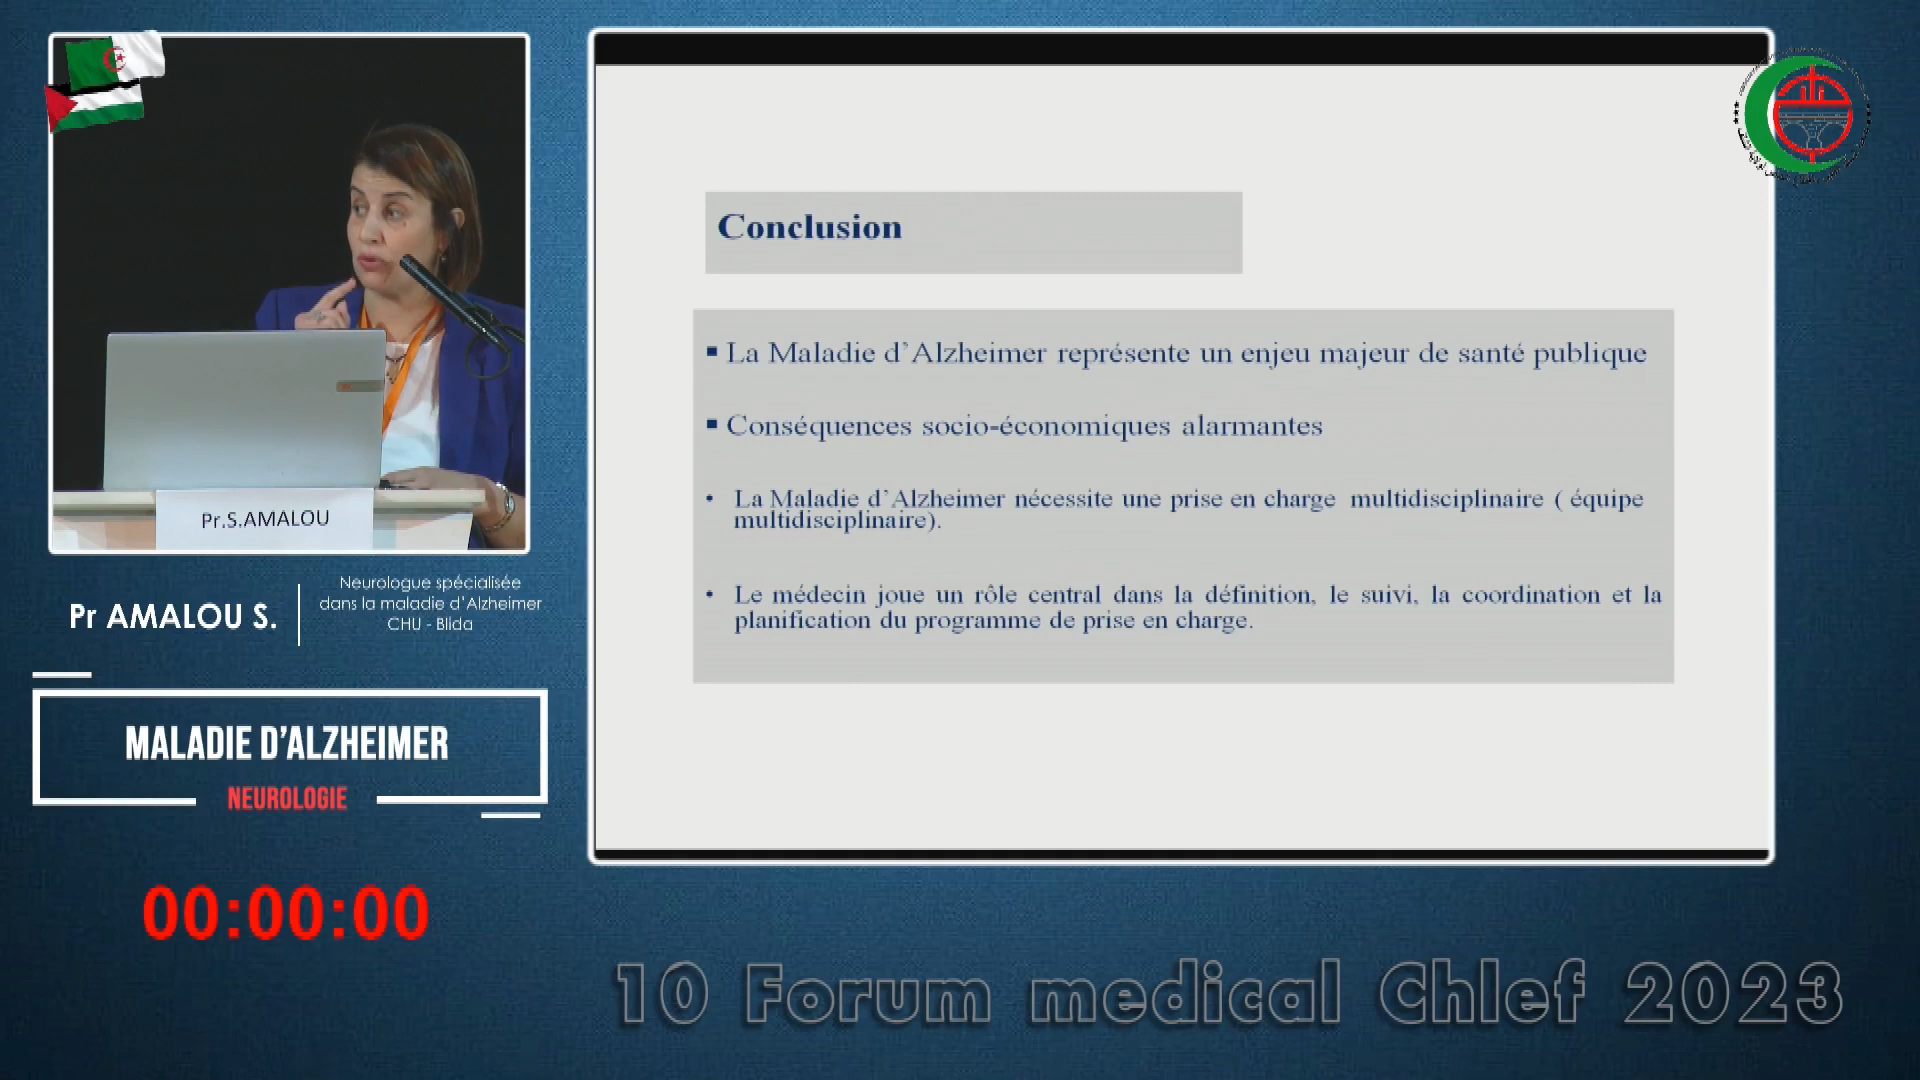 Pr.S.AMALOU
Pr AMALOU S.
Neurologue spécialisée
dans la maladie d'Alzheimer
CHU - Blida
MALADIE D'ALZHEIMER
NEUROLOGIE
00:00:00
Conclusion
▪ La Maladie d'Alzheimer représente un enjeu majeur de santé publique
▪ Conséquences socio-économiques alarmantes
• La Maladie d'Alzheimer nécessite une prise en charge multidisciplinaire ( équipe
multidisciplinaire).
• Le médecin joue un rôle central dans la définition, le suivi, la coordination et la
planification du programme de prise en charge.
10 Forum medical Chlef 2023